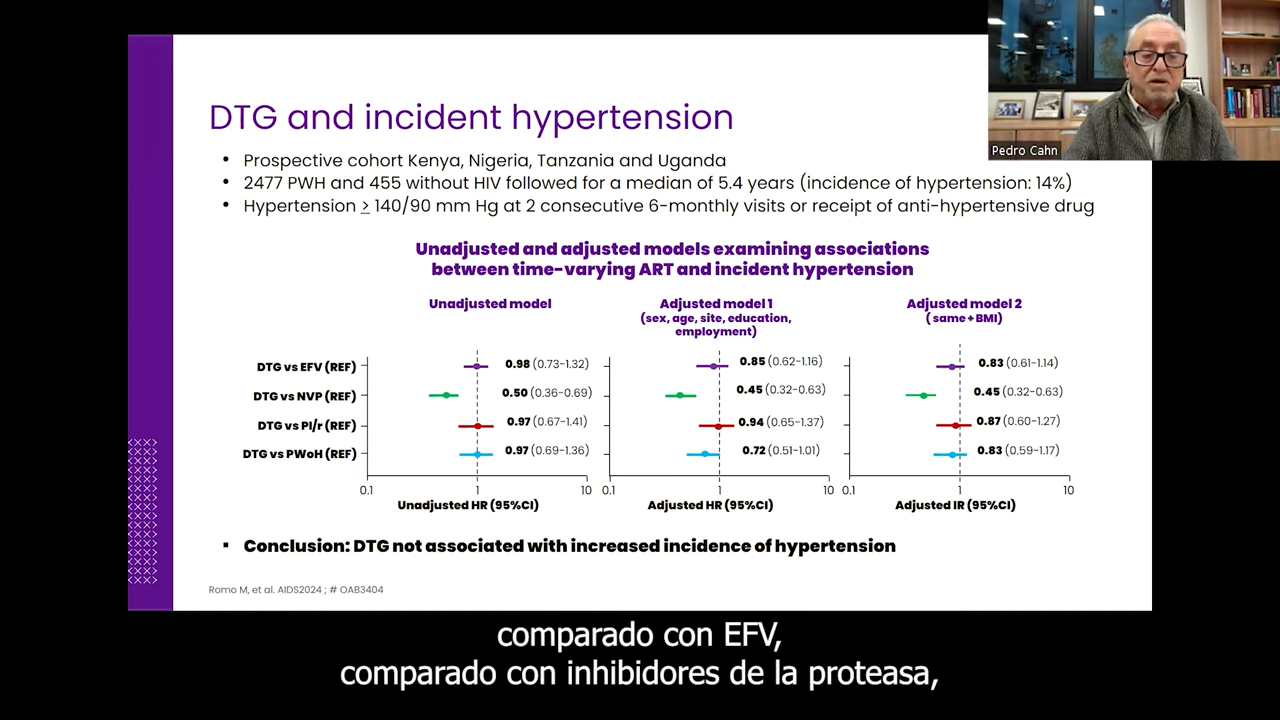 DTG and incident hypertension
Pedro Cahn
• Prospective cohort Kenya, Nigeria, Tanzania and Uganda
• 2477 PWH and 455 without HIV followed for a median of 5.4 years (incidence of hypertension: 14%)
• Hypertension ≥ 140/90 mm Hg at 2 consecutive 6-monthly visits or receipt of anti-hypertensive drug
Unadjusted and adjusted models examining associations
between time-varying ART and incident hypertension
Unadjusted model
DTG vs EFV (REF) 0.98 (0.73-1.32)
DTG vs NVP (REF) 0.50 (0.36-0.69)
DTG vs PI/r (REF) 0.97 (0.67-1.41)
DTG vs PWoH (REF) 0.97 (0.69-1.36)
0.1 1 10
Unadjusted HR (95%CI)
Adjusted model 1
(sex, age, site, education,
employment)
0.85 (0.62-1.16)
0.45 (0.32-0.63)
0.94 (0.65-1.37)
0.72 (0.51-1.01)
0.1 1 10
Adjusted HR (95%CI)
Adjusted model 2
( same+BMI)
0.83 (0.61-1.14)
0.45 (0.32-0.63)
0.87 (0.60-1.27)
0.83 (0.59-1.17)
0.1 1 10
Adjusted IR (95%CI)
▪ Conclusion: DTG not associated with increased incidence of hypertension
Romo M, et al. AIDS2024 ; # OAB3404
comparado con EFV,
comparado con inhibidores de la proteasa,